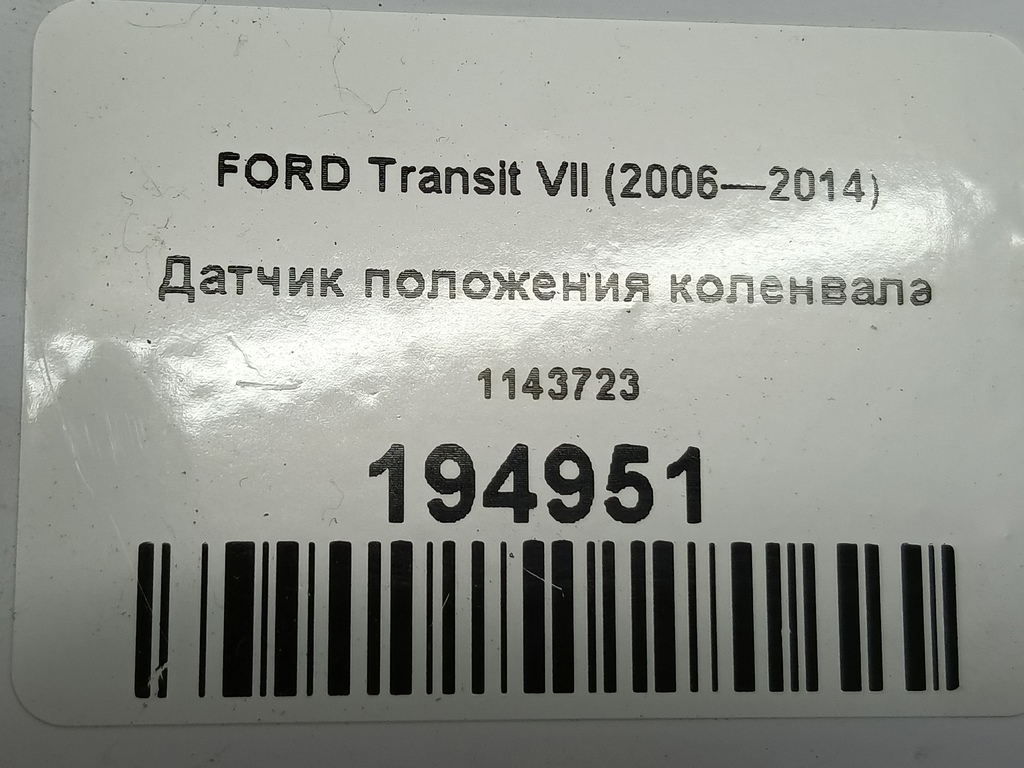 FORD Transit VII (2006—2014)
Датчик положения коленвала
1143723
194951